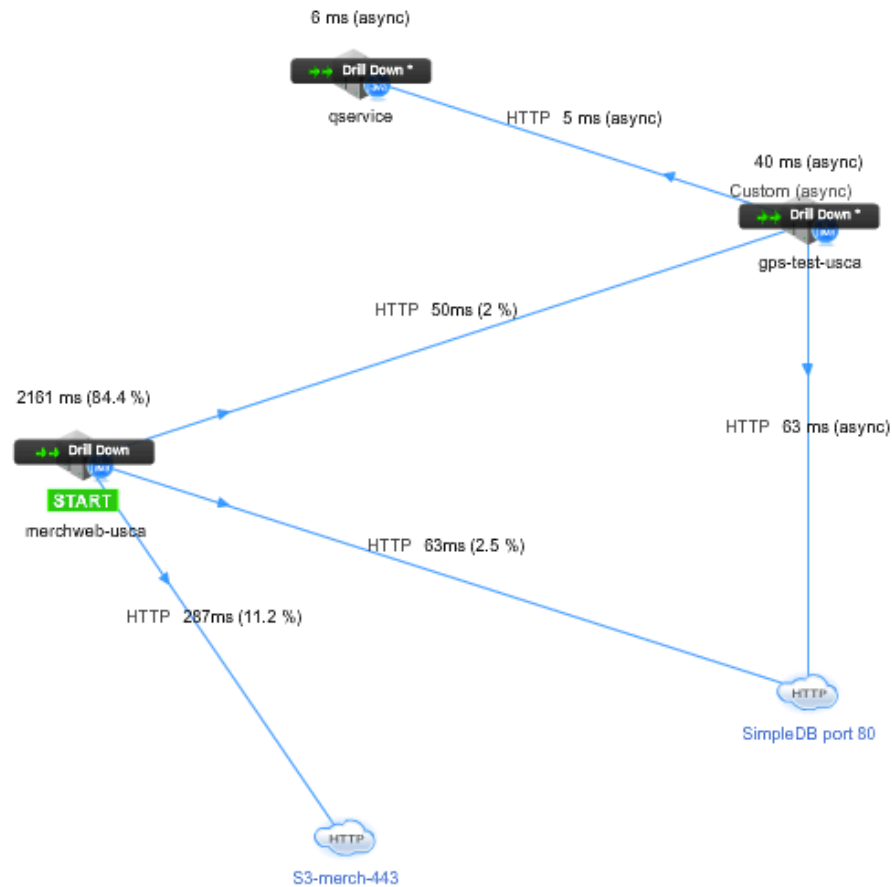 6 ms (async)
Drill Down *
qservice
HTTP 5 ms (async)
40 ms (async)
Custom (async)
Drill Down *
gps-test-usca
HTTP 50ms (2 %)
2161 ms (84.4 %)
Drill Down
START
merchweb-usca
HTTP 63 ms (async)
HTTP 63ms (2.5 %)
HTTP 287ms (11.2 %)
HTTP
SimpleDB port 80
HTTP
S3-merch-443